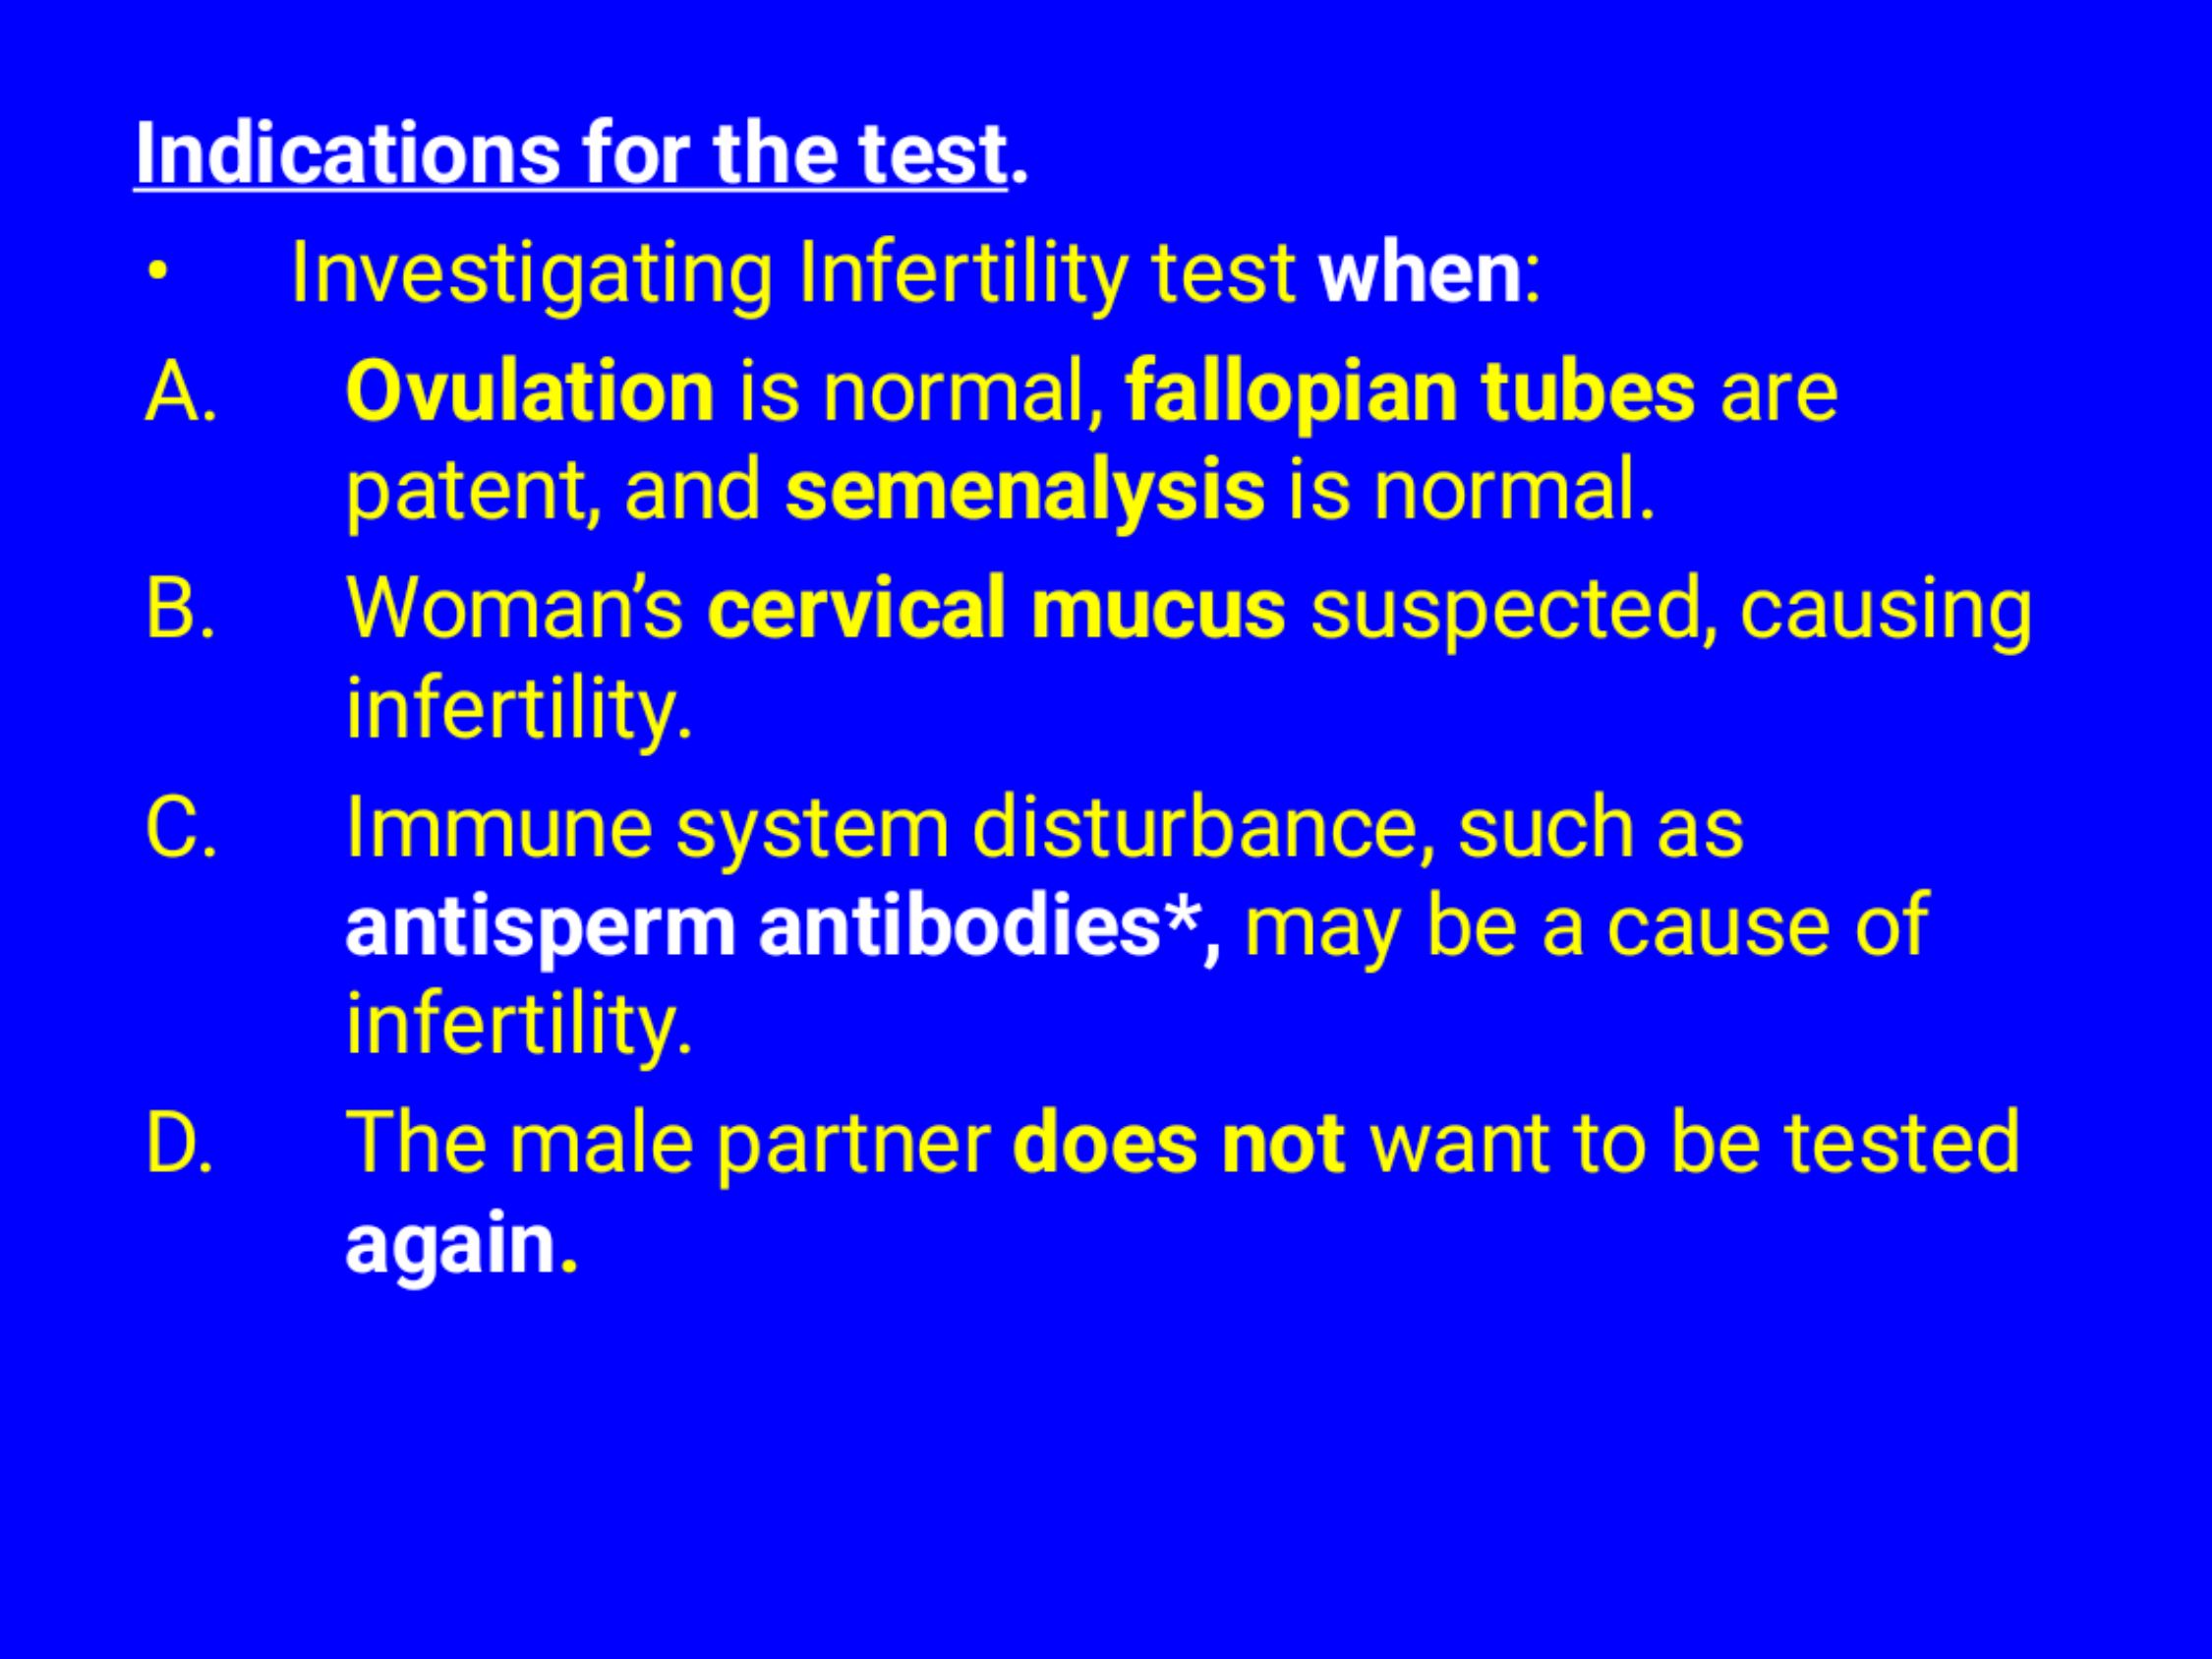 Indications for the test.
• Investigating Infertility test when:
A. Ovulation is normal, fallopian tubes are
patent, and semenalysis is normal.
B. Woman’s cervical mucus suspected, causing
infertility.
C. Immune system disturbance, such as
antisperm antibodies*, may be a cause of
infertility.
D. The male partner does not want to be tested
again.